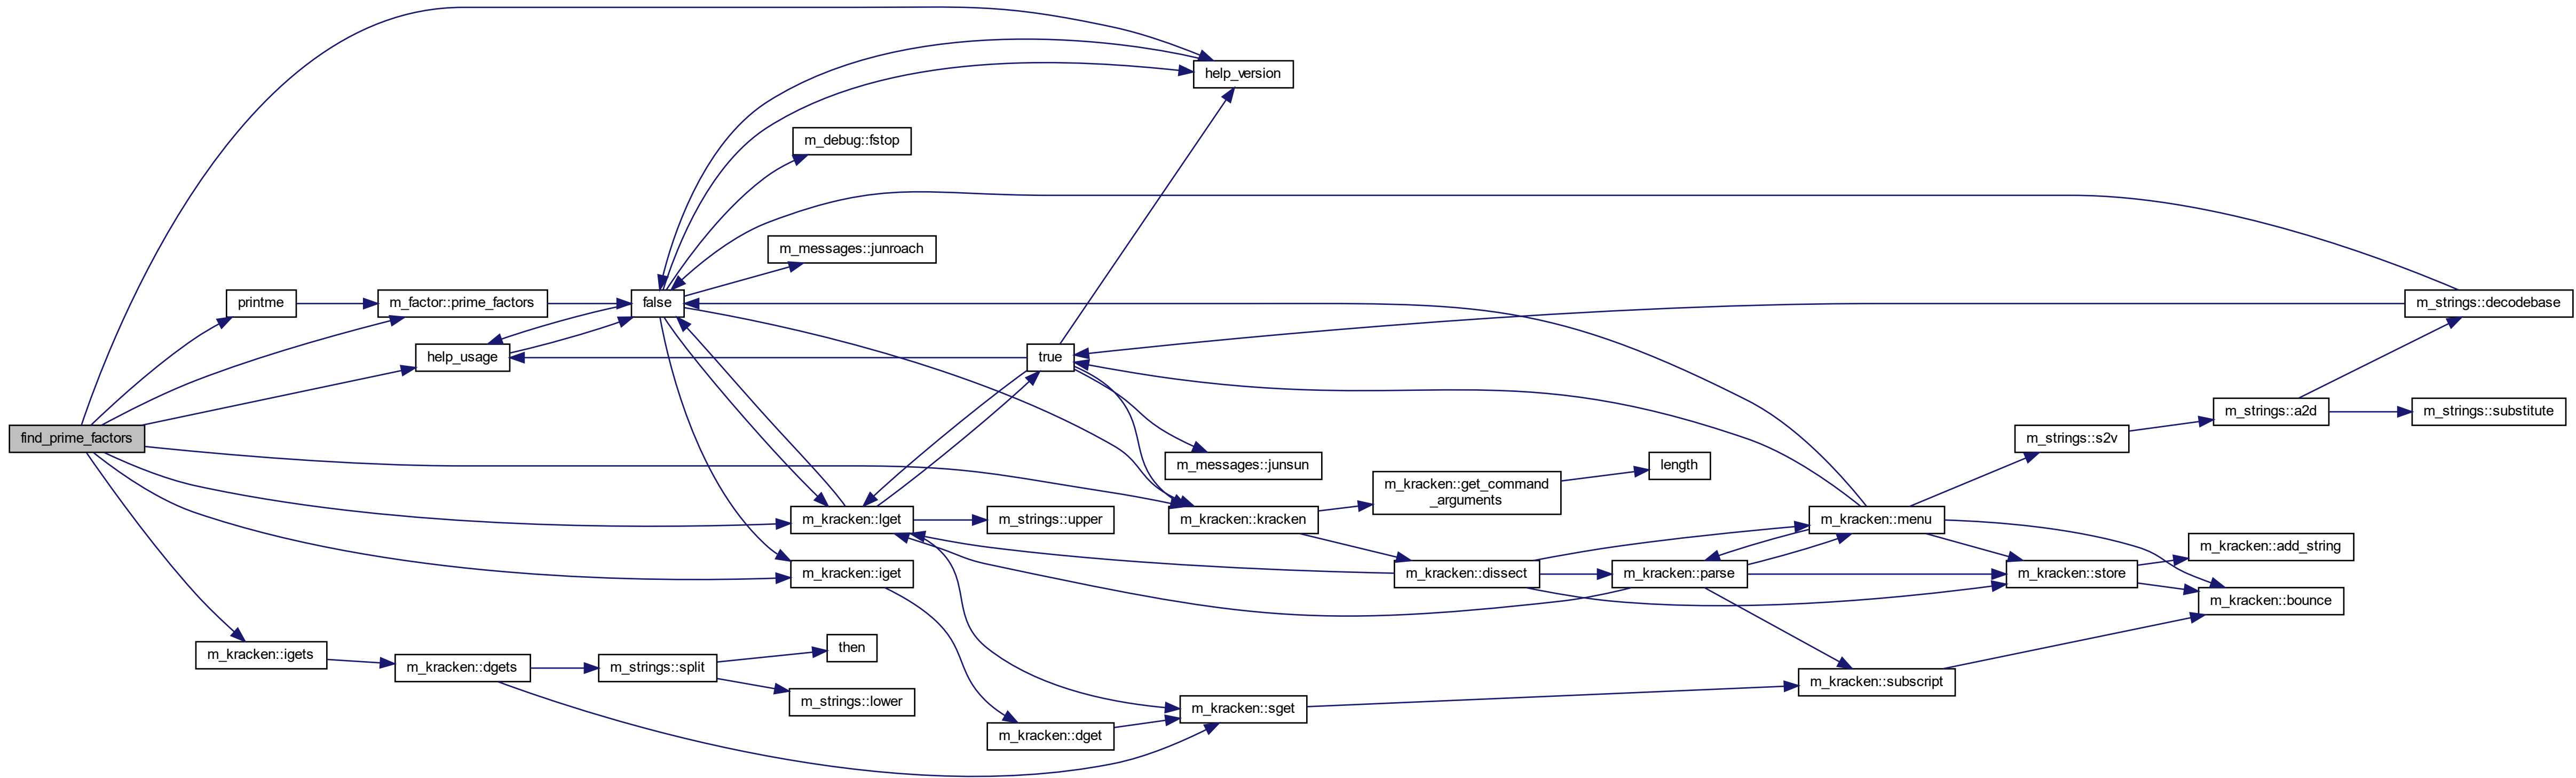 help_version
m_debug::fstop
m_messages::junroach
printme
m_factor::prime_factors
false
m_strings::decodebase
help_usage
true
m_strings::a2d
m_strings::substitute
find_prime_factors
m_strings::s2v
m_messages::junsun
length
m_kracken::get_command
_arguments
m_kracken::lget
m_strings::upper
m_kracken::kracken
m_kracken::menu
m_kracken::add_string
m_kracken::iget
m_kracken::dissect
m_kracken::parse
m_kracken::store
m_kracken::bounce
m_kracken::igets
m_kracken::dgets
m_strings::split
then
m_strings::lower
m_kracken::subscript
m_kracken::sget
m_kracken::dget